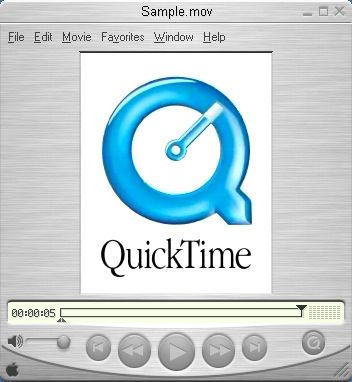 Sample.mov
File Edit Movie Favorites Window Help
QuickTime
00:00:05